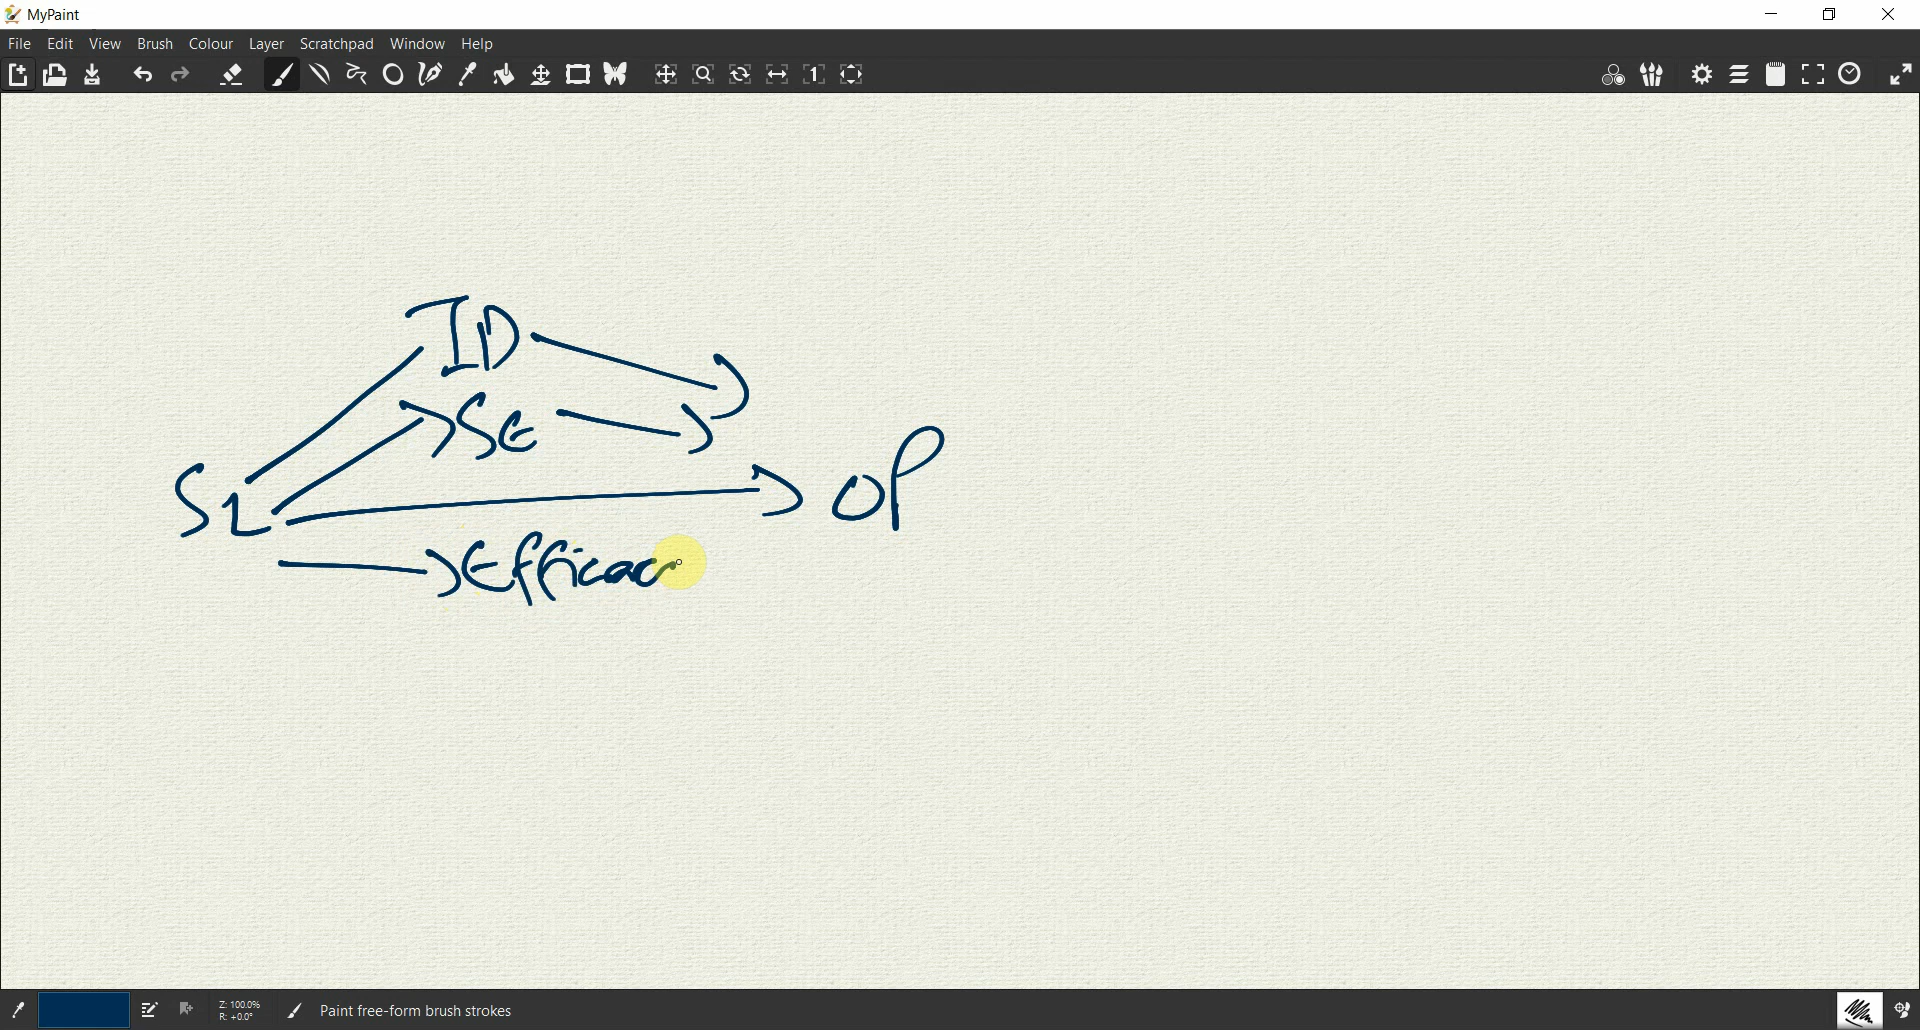 MyPaint
File Edit View Brush Colour Layer Scratchpad Window Help
ID
SE
SL
OP
Efficac
Z: 100.0%
R: +0.0°
Paint free-form brush strokes